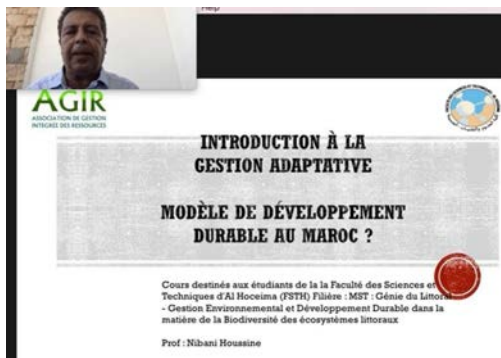 Help
AGIR
ASSOCIATION DE GESTION
INTÉGRÉE DES RESSOURCES
INTRODUCTION À LA
GESTION ADAPTATIVE
MODÈLE DE DÉVELOPPEMENT
DURABLE AU MAROC ?
Cours destinés aux étudiants de la la Faculté des Sciences et
Techniques d'Al Hoceima (FSTH) Filière : MST : Génie du Littoral
- Gestion Environnemental et Développement Durable dans la
matière de la Biodiversité des écosystèmes littoraux
Prof : Nibani Houssine